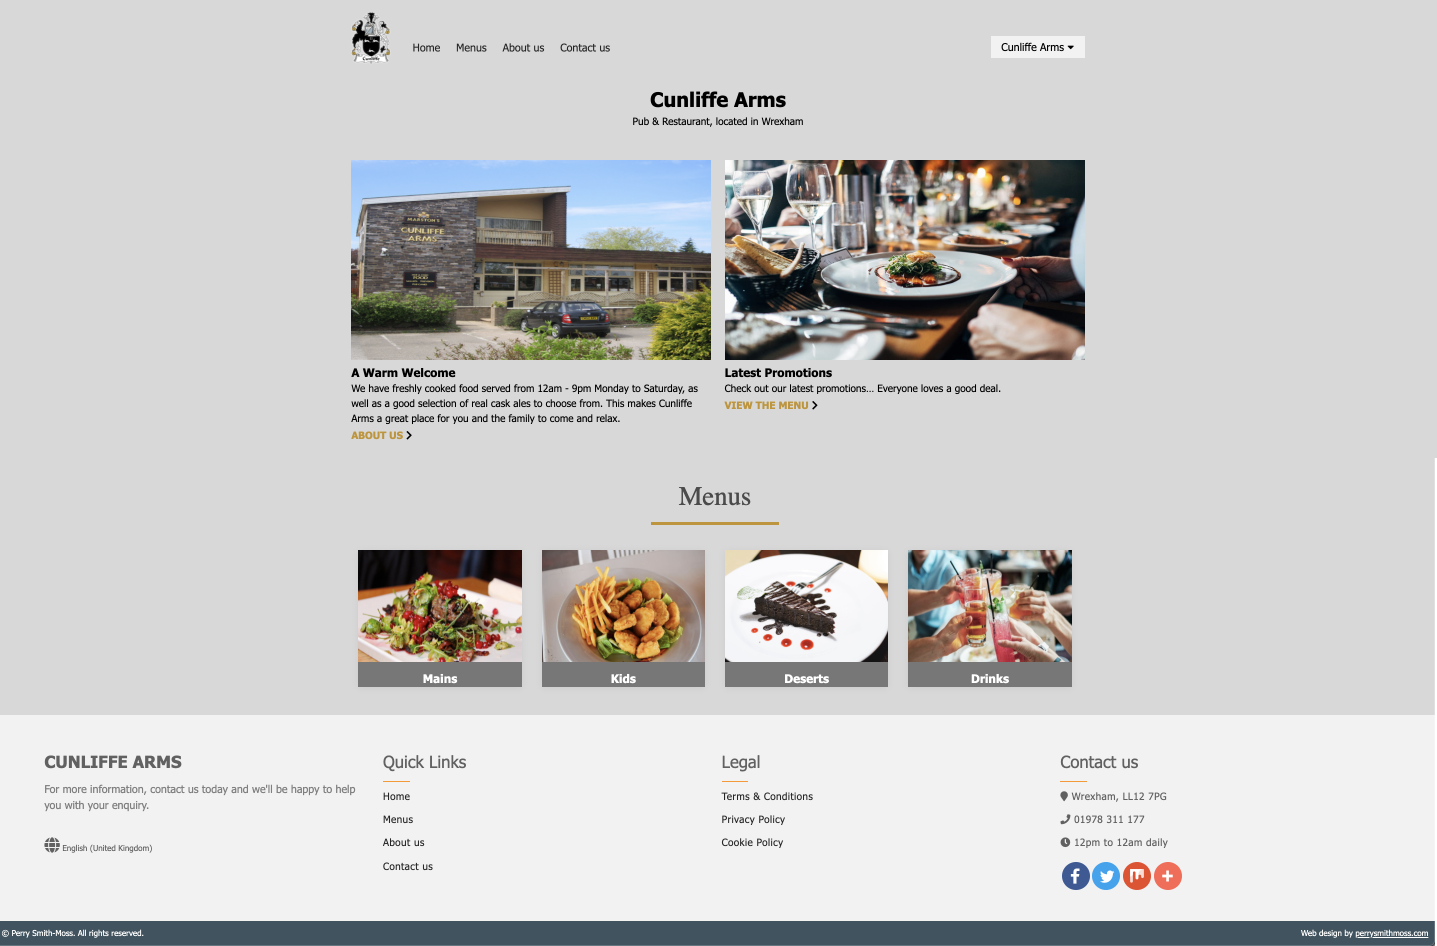 Cunliffe
Home Menus About us Contact us
Cunliffe Arms
Cunliffe Arms
Pub & Restaurant, located in Wrexham
MARSTON'S
CUNLIFFE
ARMS
A Warm Welcome
We have freshly cooked food served from 12am - 9pm Monday to Saturday, as
well as a good selection of real cask ales to choose from. This makes Cunliffe
Arms a great place for you and the family to come and relax.
ABOUT US
Latest Promotions
Check out our latest promotions... Everyone loves a good deal.
VIEW THE MENU
Menus
Mains
Kids
Deserts
Drinks
CUNLIFFE ARMS
For more information, contact us today and we'll be happy to help
you with your enquiry.
English (United Kingdom)
Quick Links
Home
Menus
About us
Contact us
Legal
Terms & Conditions
Privacy Policy
Cookie Policy
Contact us
Wrexham, LL12 7PG
01978 311 177
12pm to 12am daily
© Perry Smith-Moss. All rights reserved.
Web design by perrysmithmoss.com